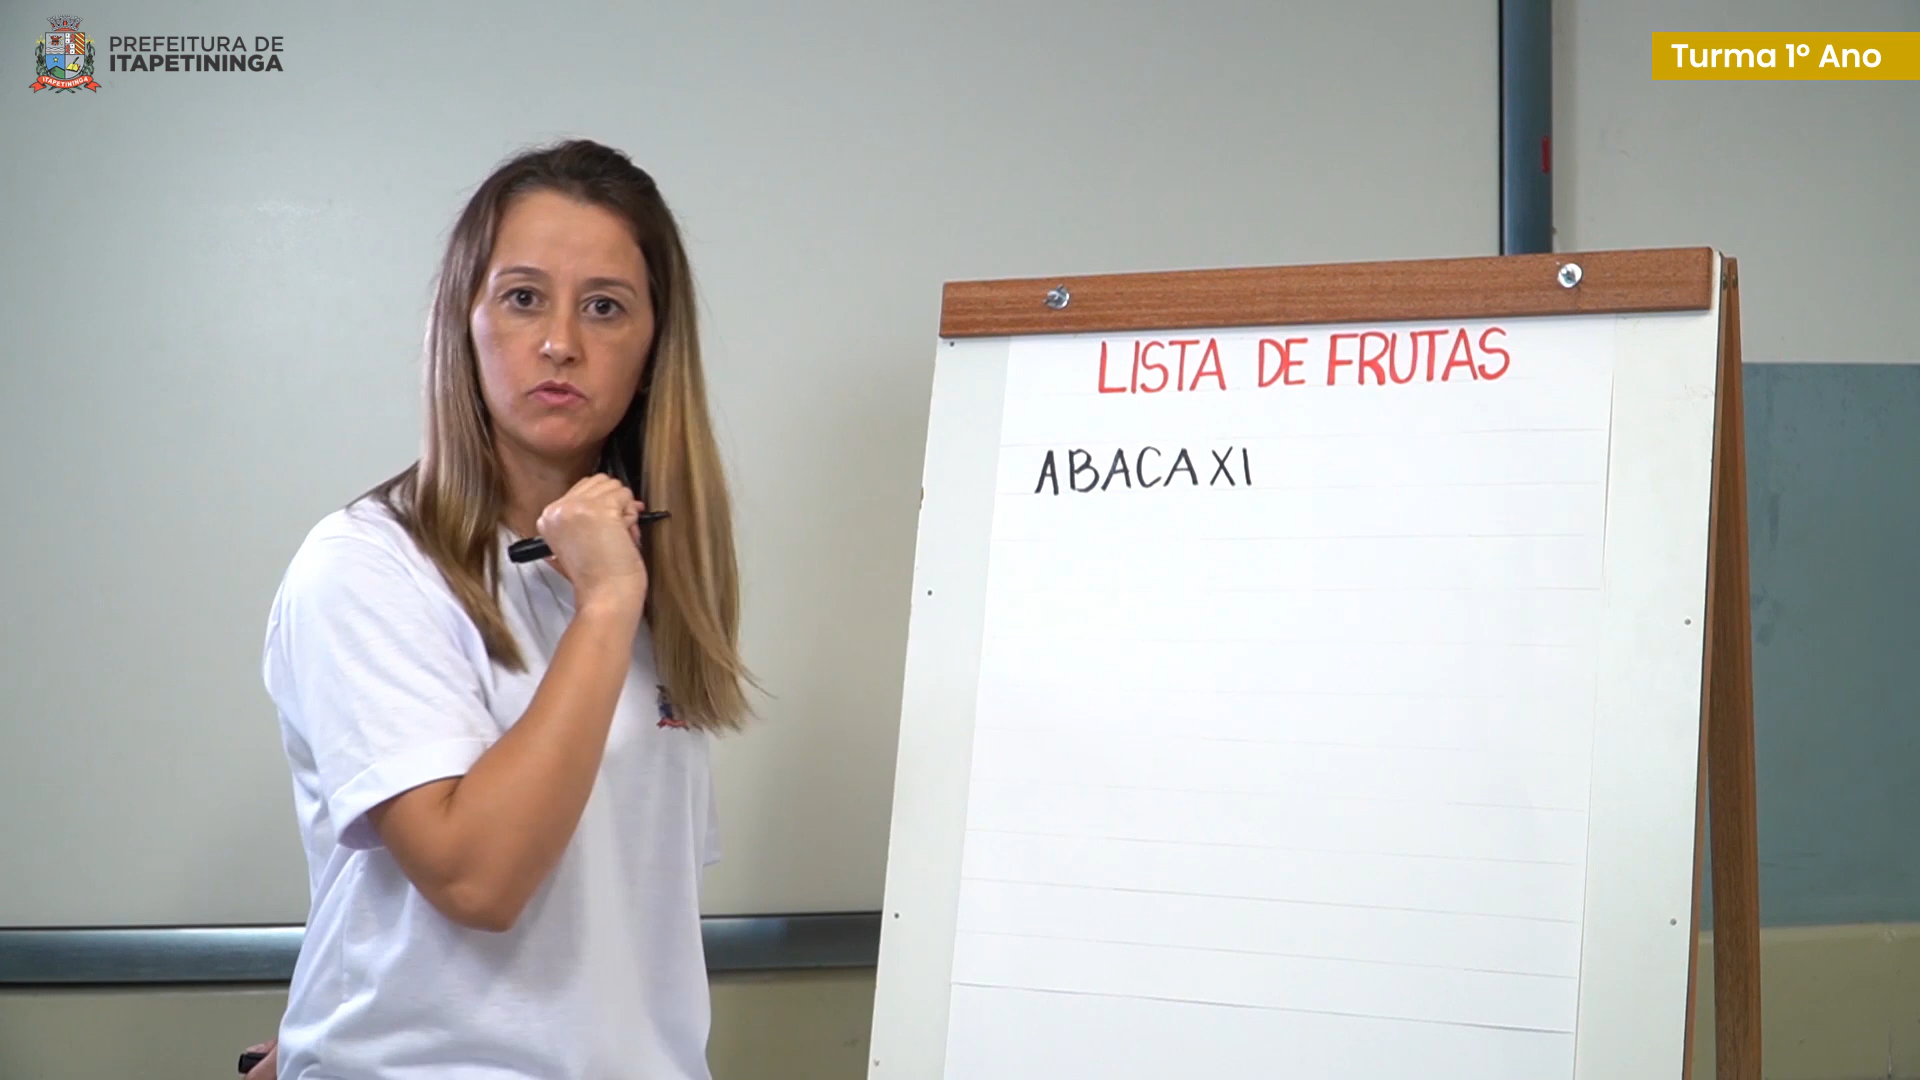 PREFEITURA DE
ITAPETININGA
Turma 1º Ano
LISTA DE FRUTAS
ABACAXI